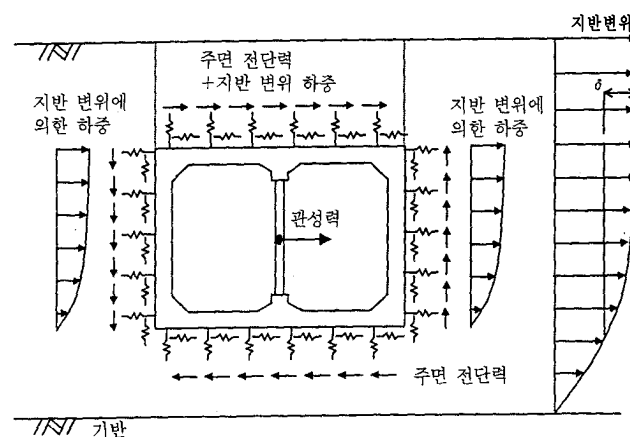 지반변위
주면 전단력
+지반 변위 하중
δ
지반 변위에
의한 하중
지반 변위에
의한 하중
관성력
주면 전단력
기반